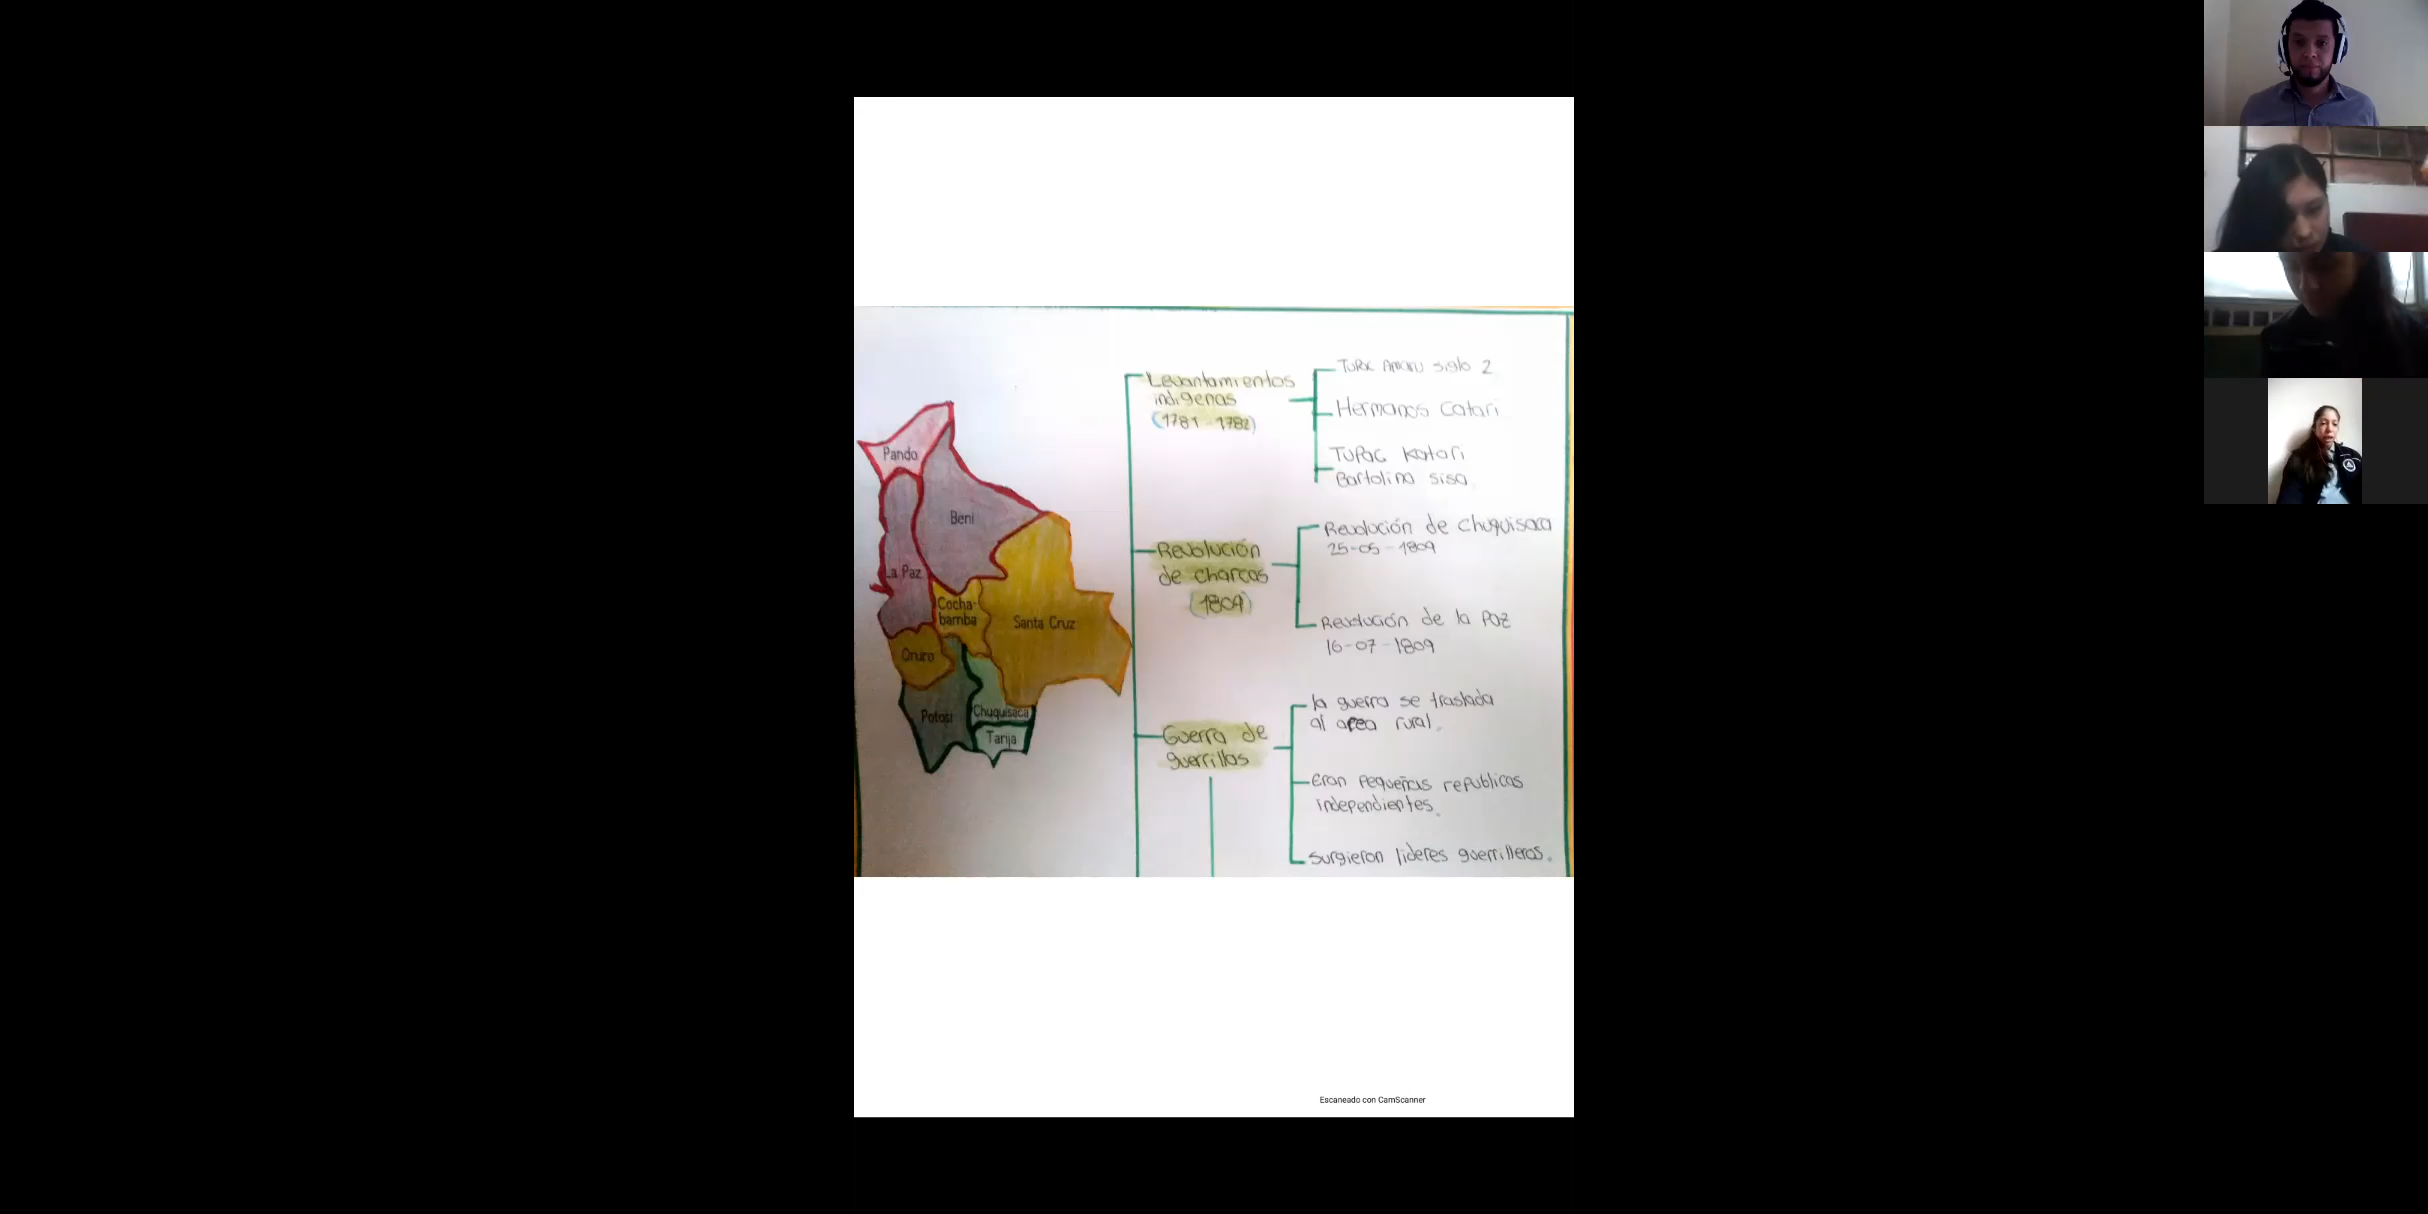 Pando
Beni
La Paz
Cocha-
bamba
Santa Cruz
Oruro
Potosi
Chuquisaca
Tarija
Levantamientos
indigenas
(1781 - 1782)
Tupac Amaru siglo 2
Hermanos Catari
Tupac Katari
Bartolina sisa
Revolución
de charcas
(1809)
Revolución de Chuquisaca
25-05-1809
Revolución de la Paz
16-07-1809
Guerra de
guerrillas
la guerra se traslada
al area rural.
Eran pequeñas republicas
independientes.
Surgieron lideres guerrilleros.
Escaneado con CamScanner